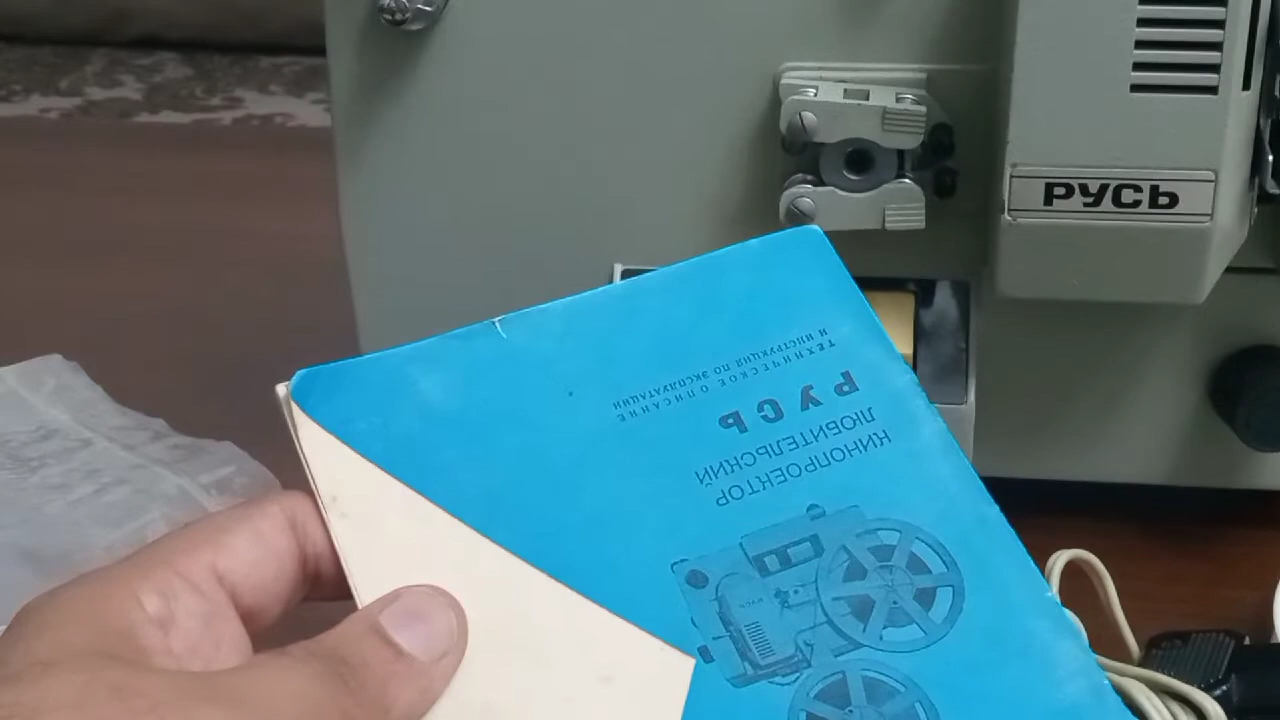 РУСЬ
КИНОПРОЕКТОР
ЛЮБИТЕЛЬСКИЙ
РУСЬ
ТЕХНИЧЕСКОЕ ОПИСАНИЕ
И ИНСТРУКЦИЯ ПО ЭКСПЛУАТАЦИИ